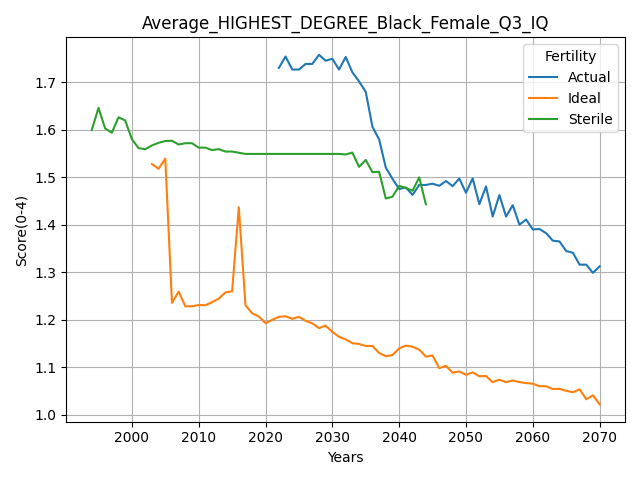 Average_HIGHEST_DEGREE_Black_Female_Q3_IQ
Fertility
Actual
Ideal
Sterile
Score(0-4)
1.7
1.6
1.5
1.4
1.3
1.2
1.1
1.0
2000 2010 2020 2030 2040 2050 2060 2070
Years